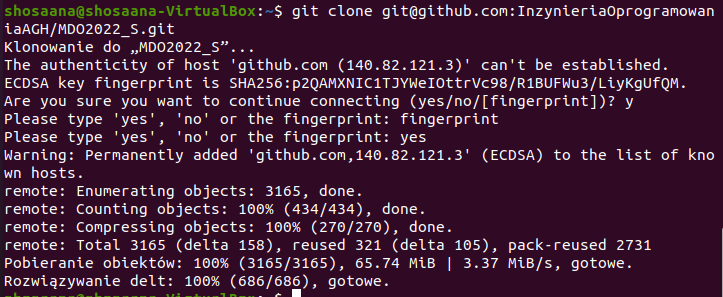 shosaana@shosaana-VirtualBox:~$ git clone git@github.com:InzynieriaOprogramowan
iaAGH/MDO2022_S.git
Klonowanie do „MDO2022_S”...
The authenticity of host 'github.com (140.82.121.3)' can't be established.
ECDSA key fingerprint is SHA256:p2QAMXNIC1TJYWeIOttrVc98/R1BUFWu3/LiyKgUfQM.
Are you sure you want to continue connecting (yes/no/[fingerprint])? y
Please type 'yes', 'no' or the fingerprint: fingerprint
Please type 'yes', 'no' or the fingerprint: yes
Warning: Permanently added 'github.com,140.82.121.3' (ECDSA) to the list of kno
wn hosts.
remote: Enumerating objects: 3165, done.
remote: Counting objects: 100% (434/434), done.
remote: Compressing objects: 100% (270/270), done.
remote: Total 3165 (delta 158), reused 321 (delta 105), pack-reused 2731
Pobieranie obiektów: 100% (3165/3165), 65.74 MiB | 3.37 MiB/s, gotowe.
Rozwiązywanie delt: 100% (686/686), gotowe.
shosaana@shosaana-VirtualBox:~$